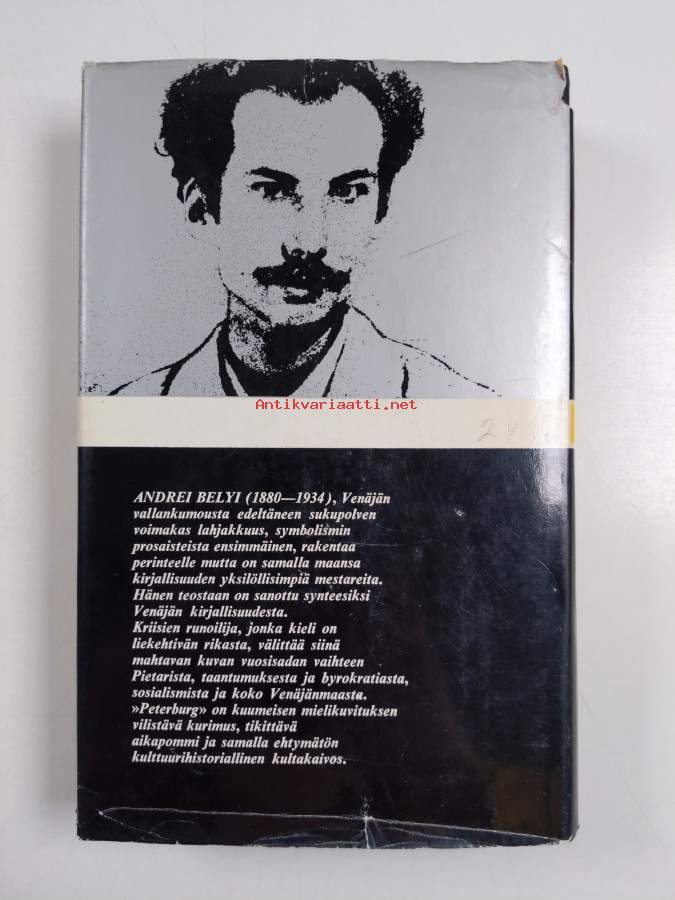 Antikvariaatti.net
24
ANDREI BELYI (1880—1934), Venäjän
vallankumousta edeltäneen sukupolven
voimakas lahjakkuus, symbolismin
prosaisteista ensimmäinen, rakentaa
perinteelle mutta on samalla maansa
kirjallisuuden yksilöllisimpiä mestareita.
Hänen teostaan on sanottu synteesiksi
Venäjän kirjallisuudesta.
Kriisien runoilija, jonka kieli on
liekehtivän rikasta, välittää siinä
mahtavan kuvan vuosisadan vaihteen
Pietarista, taantumuksesta ja byrokratiasta,
sosialismista ja koko Venäjänmaasta.
»Peterburg» on kuumeisen mielikuvituksen
vilistävä kurimus, tikittävä
aikapommi ja samalla ehtymätön
kulttuurihistoriallinen kultakaivos.